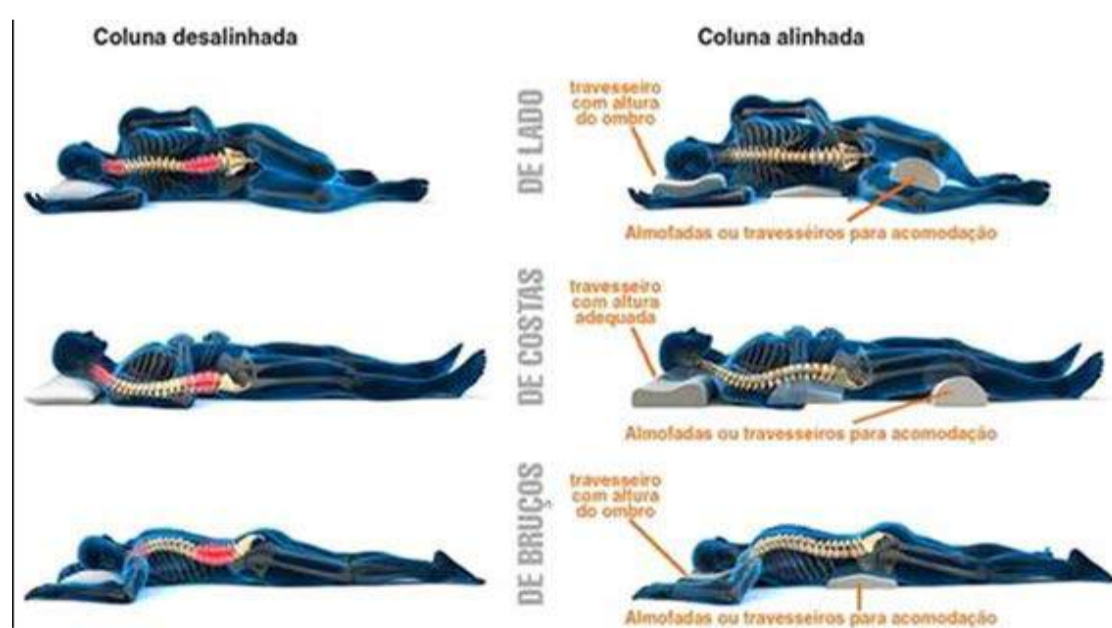 Coluna desalinhada
Coluna alinhada
DE LADO
travesseiro
com altura
do ombro
Almofadas ou travesseiros para acomodação
DE COSTAS
travesseiro
com altura
adequada
Almofadas ou travesseiros para acomodação
DE BRUÇOS
travesseiro
com altura
do ombro
Almofadas ou travesseiros para acomodação